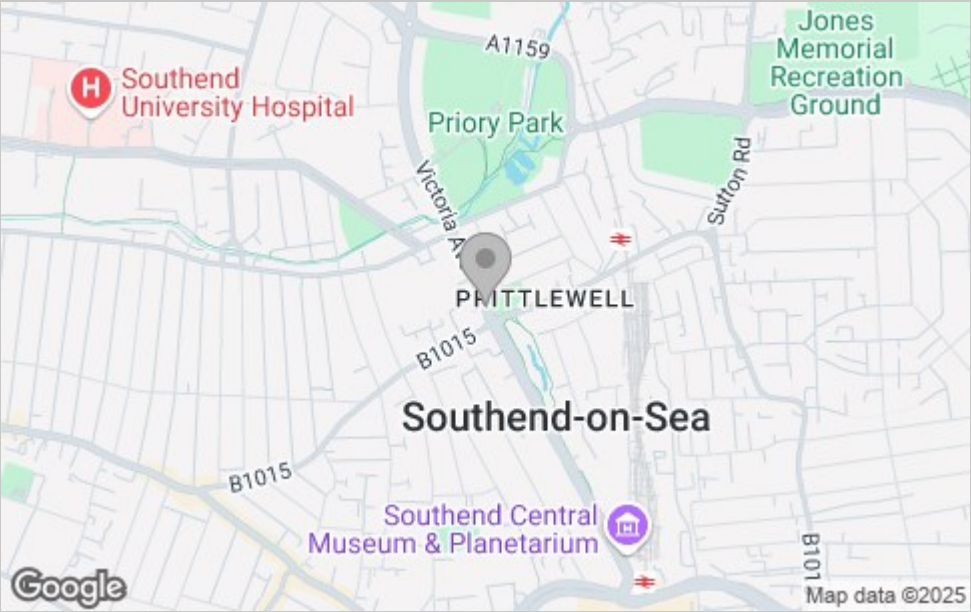 Jones
Memorial
Recreation
Ground
A1159
Southend
University Hospital
Priory Park
Sutton Rd
Victoria Av
PRITTLEWELL
B1015
Southend-on-Sea
B1015
Southend Central
Museum & Planetarium
B101
Google
Map data ©2025